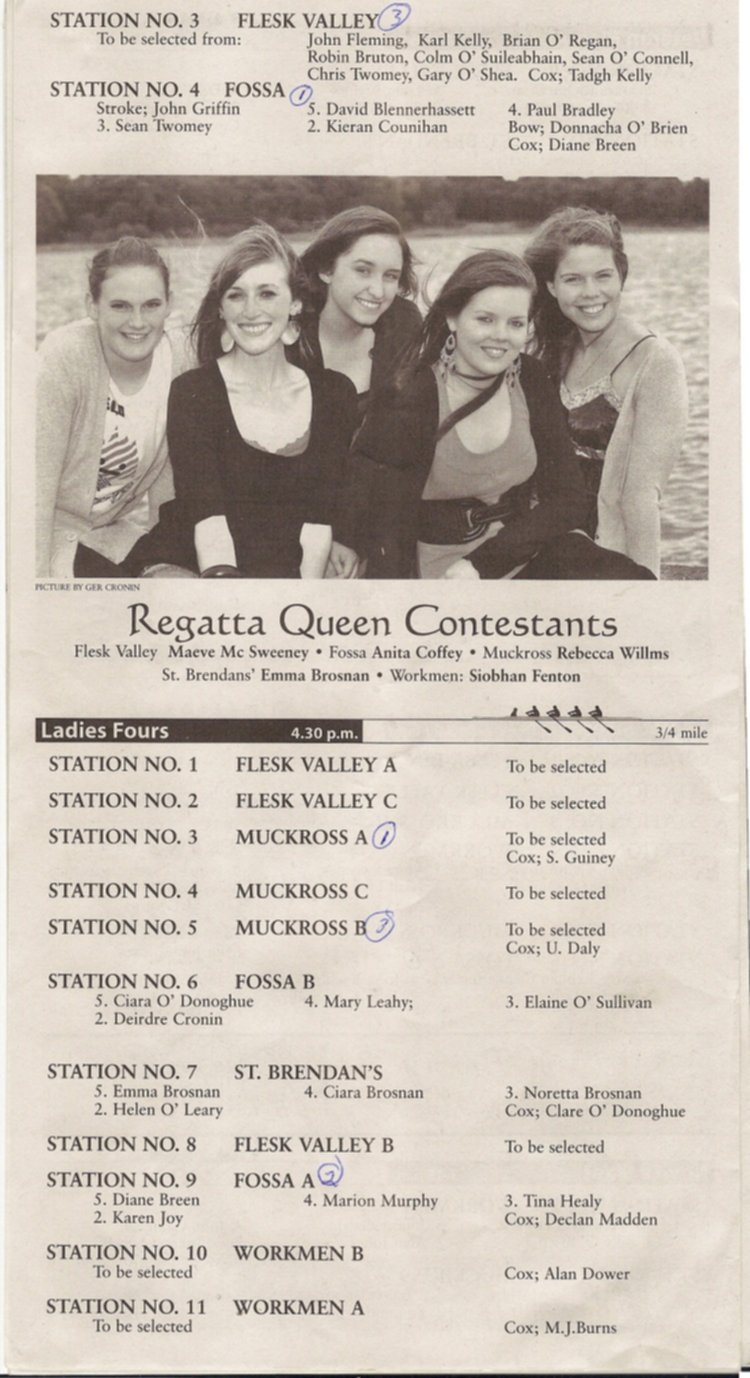 STATION NO. 3 FLESK VALLEY 3
To be selected from: John Fleming, Karl Kelly, Brian O' Regan,
Robin Bruton, Colm O' Suileabhain, Sean O' Connell,
Chris Twomey, Gary O' Shea. Cox; Tadgh Kelly
STATION NO. 4 FOSSA 1
Stroke; John Griffin 5. David Blennerhassett 4. Paul Bradley
3. Sean Twomey 2. Kieran Counihan Bow; Donnacha O' Brien
Cox; Diane Breen
PICTURE BY GER CRONIN
Regatta Queen Contestants
Flesk Valley Maeve Mc Sweeney • Fossa Anita Coffey • Muckross Rebecca Willms
St. Brendans' Emma Brosnan • Workmen: Siobhan Fenton
Ladies Fours 4.30 p.m. 3/4 mile
STATION NO. 1 FLESK VALLEY A To be selected
STATION NO. 2 FLESK VALLEY C To be selected
STATION NO. 3 MUCKROSS A 1 To be selected
Cox; S. Guiney
STATION NO. 4 MUCKROSS C To be selected
STATION NO. 5 MUCKROSS B 3 To be selected
Cox; U. Daly
STATION NO. 6 FOSSA B
5. Ciara O' Donoghue 4. Mary Leahy; 3. Elaine O' Sullivan
2. Deirdre Cronin
STATION NO. 7 ST. BRENDAN'S
5. Emma Brosnan 4. Ciara Brosnan 3. Noretta Brosnan
2. Helen O' Leary Cox; Clare O' Donoghue
STATION NO. 8 FLESK VALLEY B To be selected
STATION NO. 9 FOSSA A 2
5. Diane Breen 4. Marion Murphy 3. Tina Healy
2. Karen Joy Cox; Declan Madden
STATION NO. 10 WORKMEN B
To be selected Cox; Alan Dower
STATION NO. 11 WORKMEN A
To be selected Cox; M.J.Burns